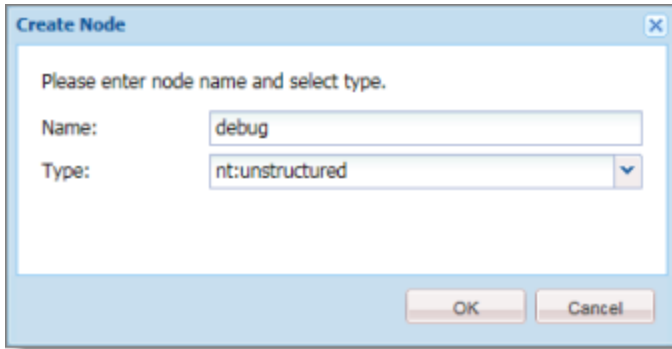 Create Node
Please enter node name and select type.
Name: debug
Type: nt:unstructured
OK Cancel